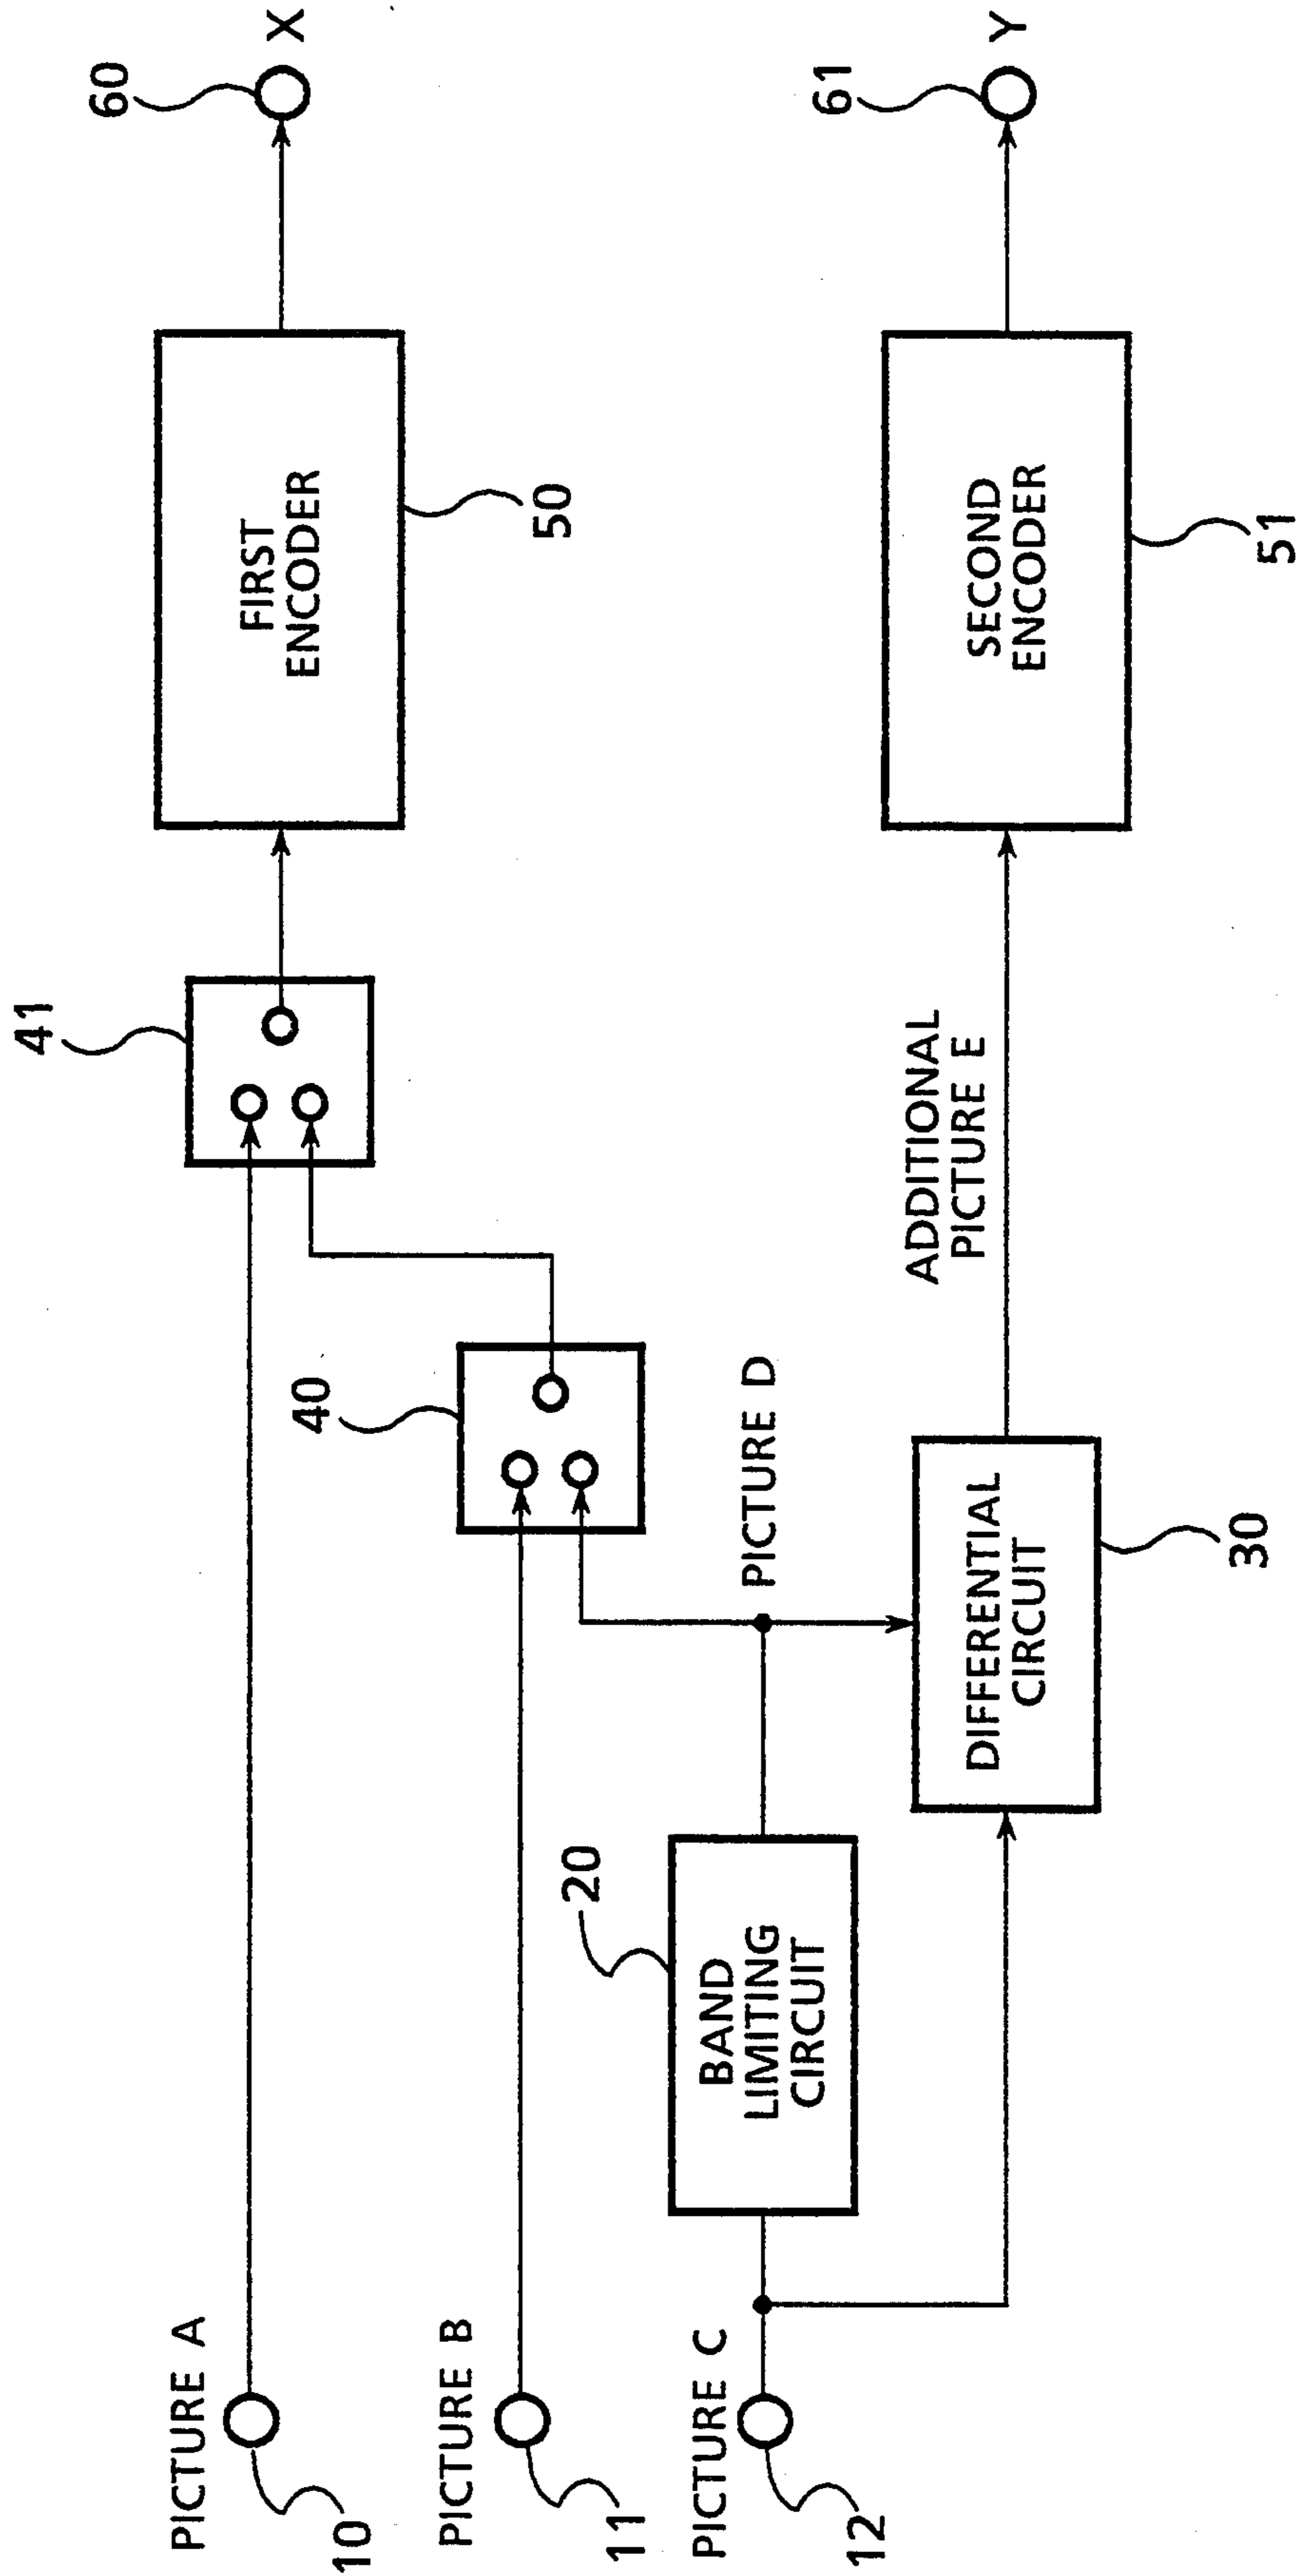 PICTURE A
10
PICTURE B
11
PICTURE C
12
BAND
LIMITING
CIRCUIT
20
PICTURE D
DIFFERENTIAL
CIRCUIT
30
40
41
ADDITIONAL
PICTURE E
FIRST
ENCODER
50
SECOND
ENCODER
51
60
X
61
Y